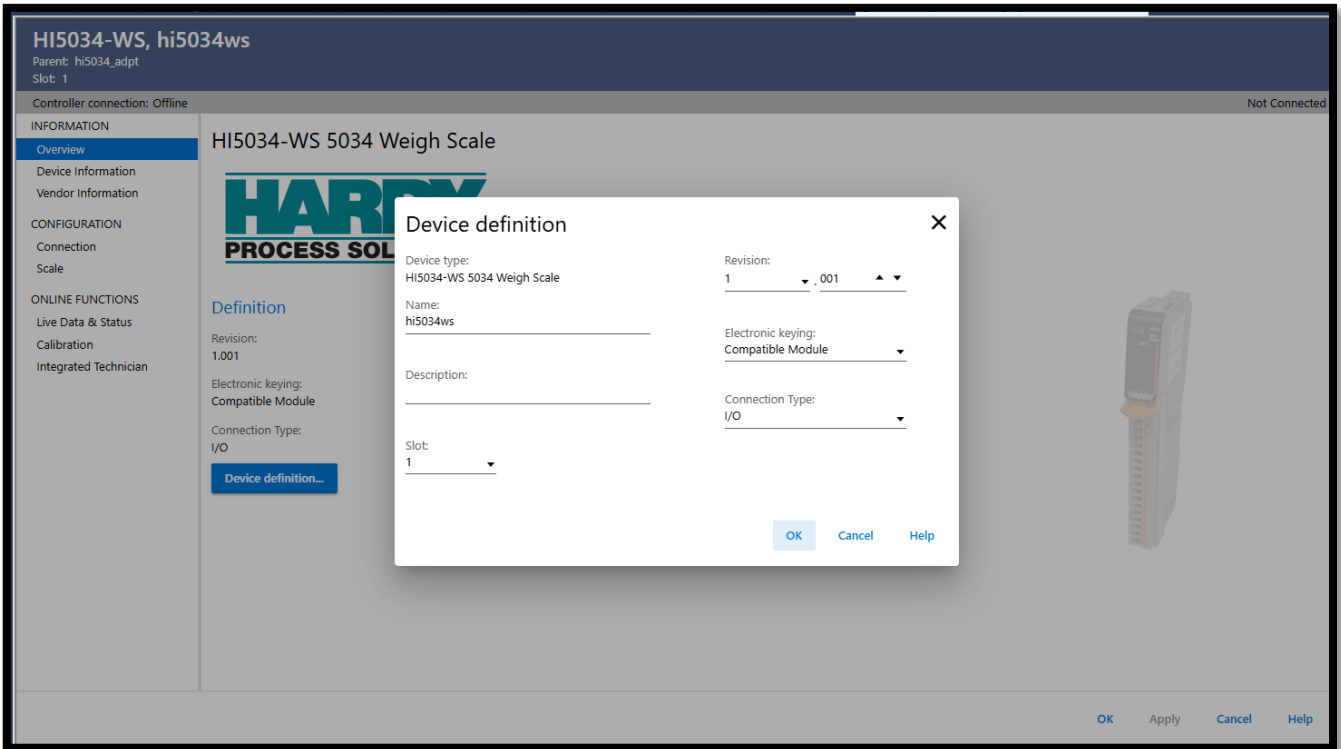 HI5034-WS, hi5034ws
Parent: hi5034_adpt
Slot: 1
Controller connection: Offline
Not Connected
INFORMATION
Overview
Device Information
Vendor Information
CONFIGURATION
Connection
Scale
ONLINE FUNCTIONS
Live Data & Status
Calibration
Integrated Technician
HI5034-WS 5034 Weigh Scale
PROCESS SOL
Definition
Revision:
1.001
Electronic keying:
Compatible Module
Connection Type:
I/O
Device definition...
Device definition
Device type:
HI5034-WS 5034 Weigh Scale
Name:
hi5034ws
Description:
Slot:
1
Revision:
1 . 001
Electronic keying:
Compatible Module
Connection Type:
I/O
OK Cancel Help
OK Apply Cancel Help